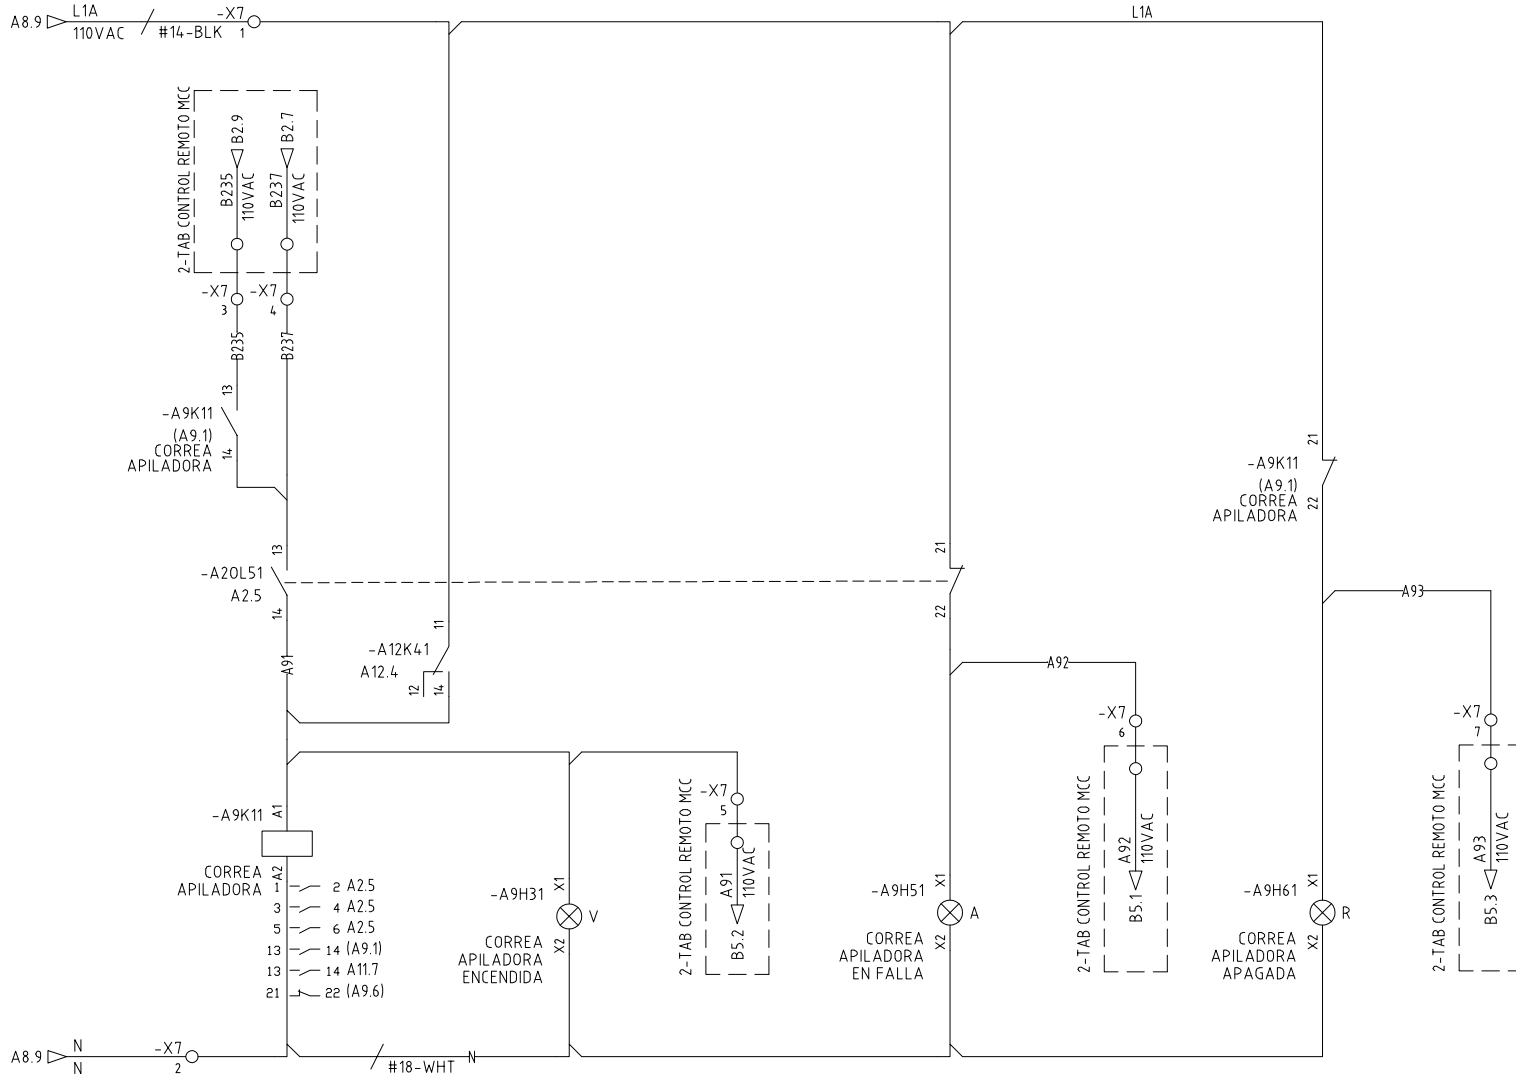 A8.9
L1A
110VAC
#14-BLK
-X7
1
L1A
2-TAB CONTROL REMOTO MCC
B2.9
B2.7
B235
110VAC
B237
110VAC
-X7
3
-X7
4
B235
B237
13
-A9K11
(A9.1)
CORREA
APILADORA
14
21
-A9K11
(A9.1)
CORREA
APILADORA
22
13
-A2OL51
A2.5
14
21
22
A91
11
-A12K41
A12.4
12
14
A92
-X7
6
A93
-X7
7
A1
-A9K11
A2
CORREA
APILADORA
1 2 A2.5
3 4 A2.5
5 6 A2.5
13 14 (A9.1)
13 14 A11.7
21 22 (A9.6)
X1
-A9H31
V
X2
CORREA
APILADORA
ENCENDIDA
-X7
5
2-TAB CONTROL REMOTO MCC
A91
110VAC
B5.2
X1
-A9H51
A
X2
CORREA
APILADORA
EN FALLA
2-TAB CONTROL REMOTO MCC
A92
110VAC
B5.1
X1
-A9H61
R
X2
CORREA
APILADORA
APAGADA
2-TAB CONTROL REMOTO MCC
A93
110VAC
B5.3
A8.9
N
N
-X7
2
#18-WHT
N